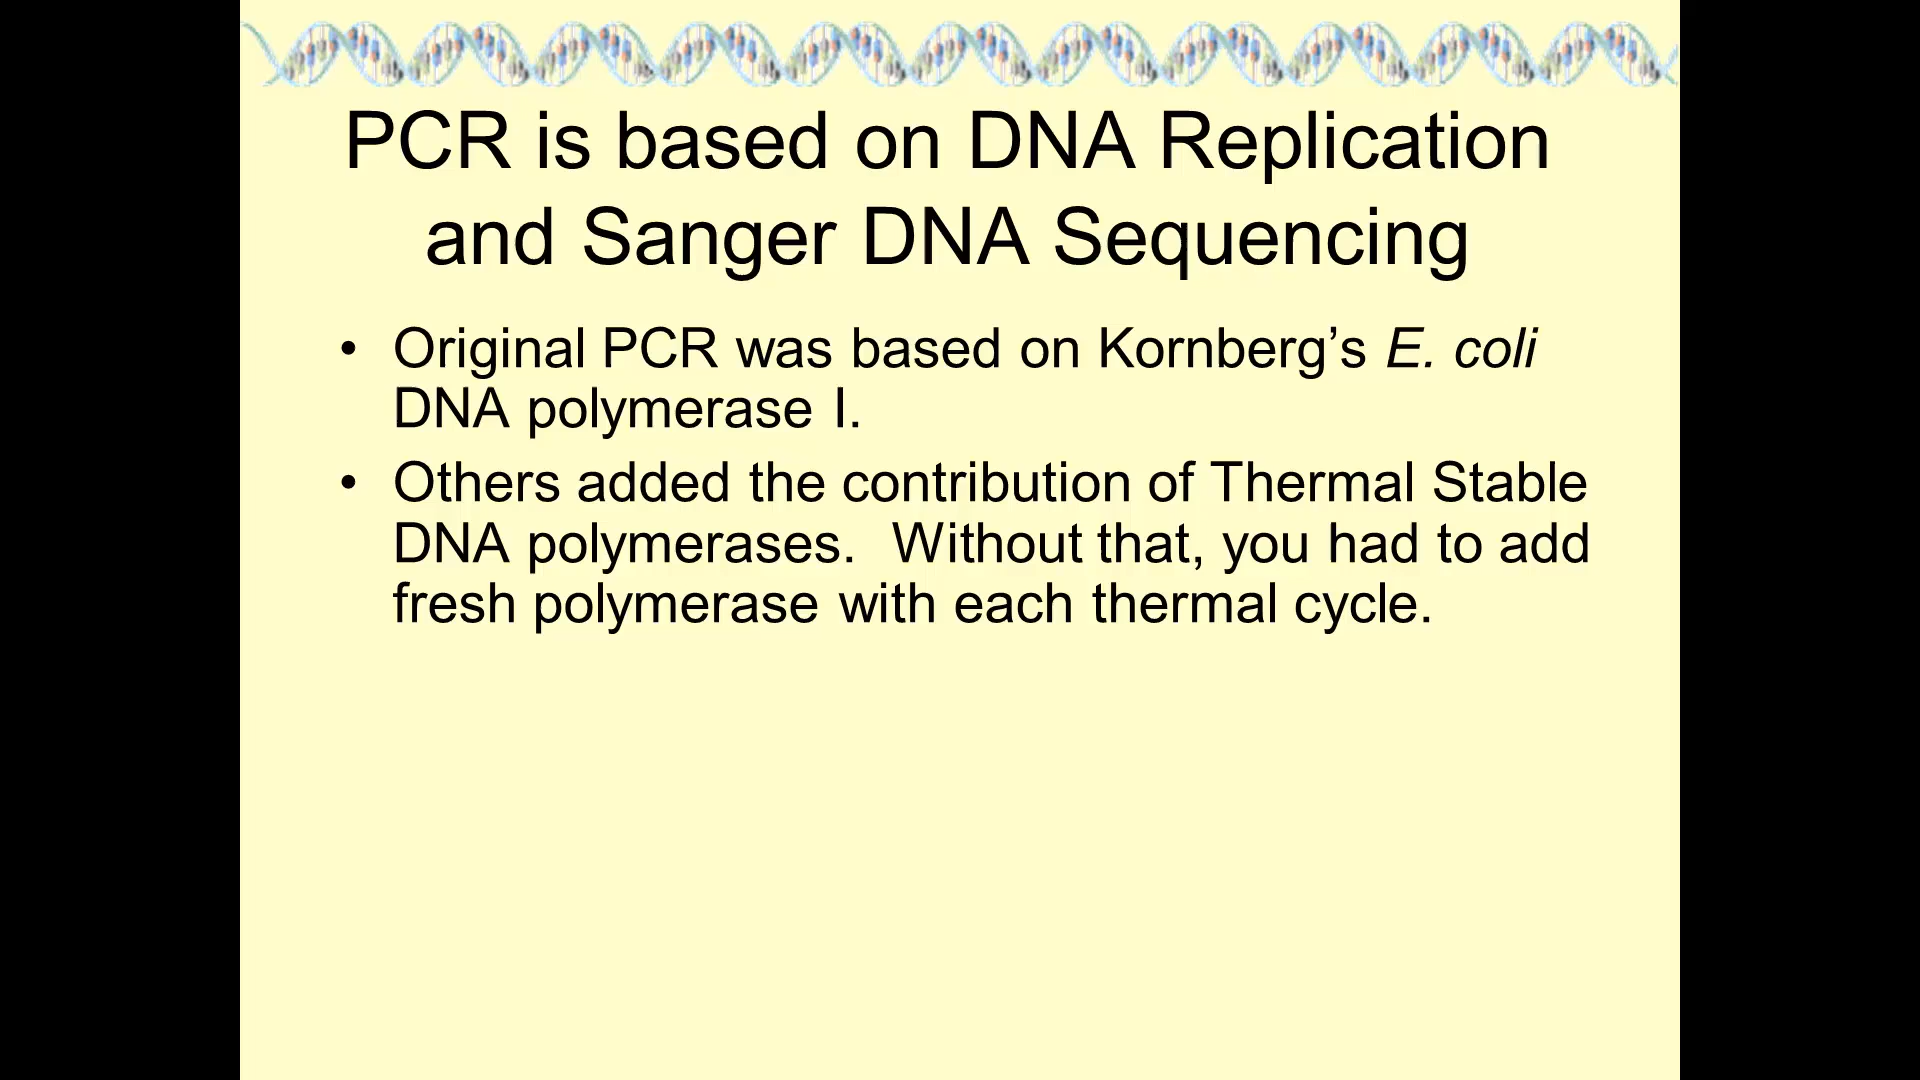 PCR is based on DNA Replication
and Sanger DNA Sequencing
• Original PCR was based on Kornberg’s E. coli
DNA polymerase I.
• Others added the contribution of Thermal Stable
DNA polymerases.  Without that, you had to add
fresh polymerase with each thermal cycle.